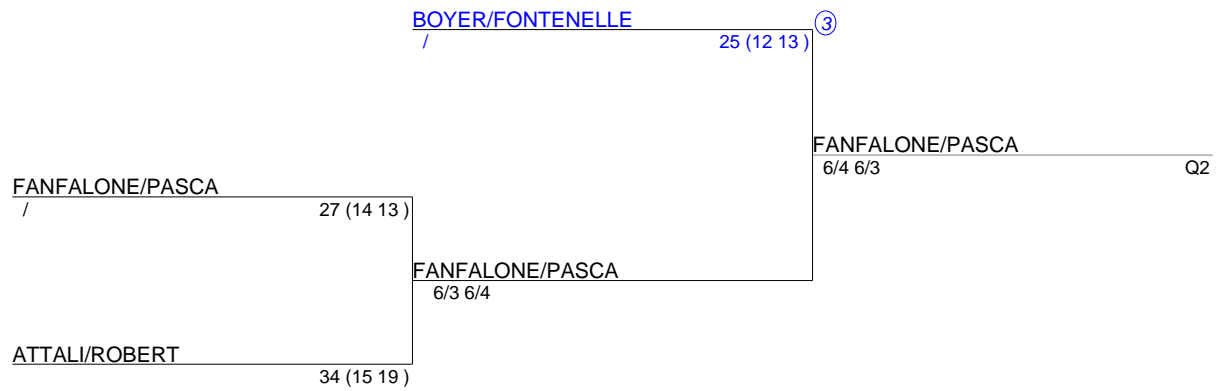 BOYER/FONTENELLE
3
/ 25 (12 13 )
FANFALONE/PASCA
6/4 6/3 Q2
FANFALONE/PASCA
/ 27 (14 13 )
FANFALONE/PASCA
6/3 6/4
ATTALI/ROBERT
34 (15 19 )